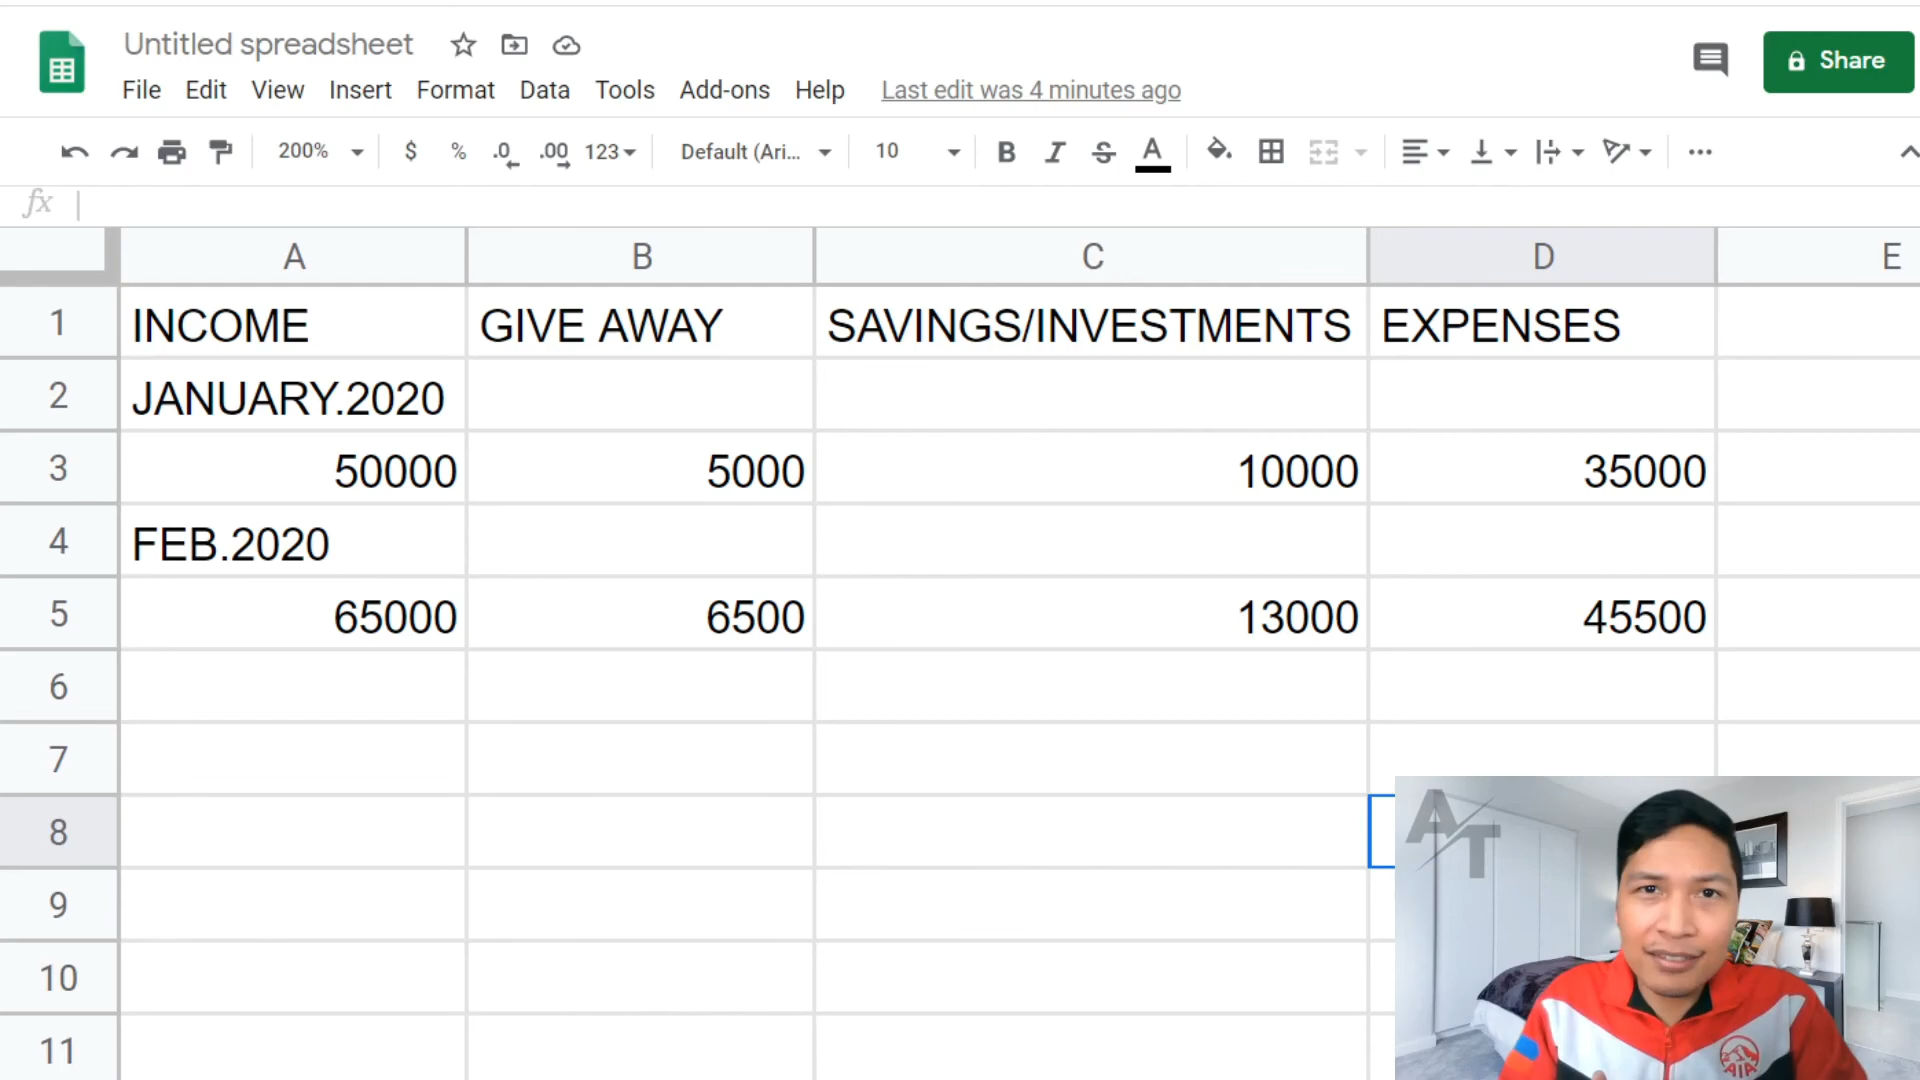 Untitled spreadsheet
File Edit View Insert Format Data Tools Add-ons Help Last edit was 4 minutes ago
Share
200% $ % .0 .00 123 Default (Ari... 10 B I S A ...
fx
A B C D E
1 INCOME GIVE AWAY SAVINGS/INVESTMENTS EXPENSES
2 JANUARY.2020
3 50000 5000 10000 35000
4 FEB.2020
5 65000 6500 13000 45500
6
7
8
9
10
11
AT
AIA